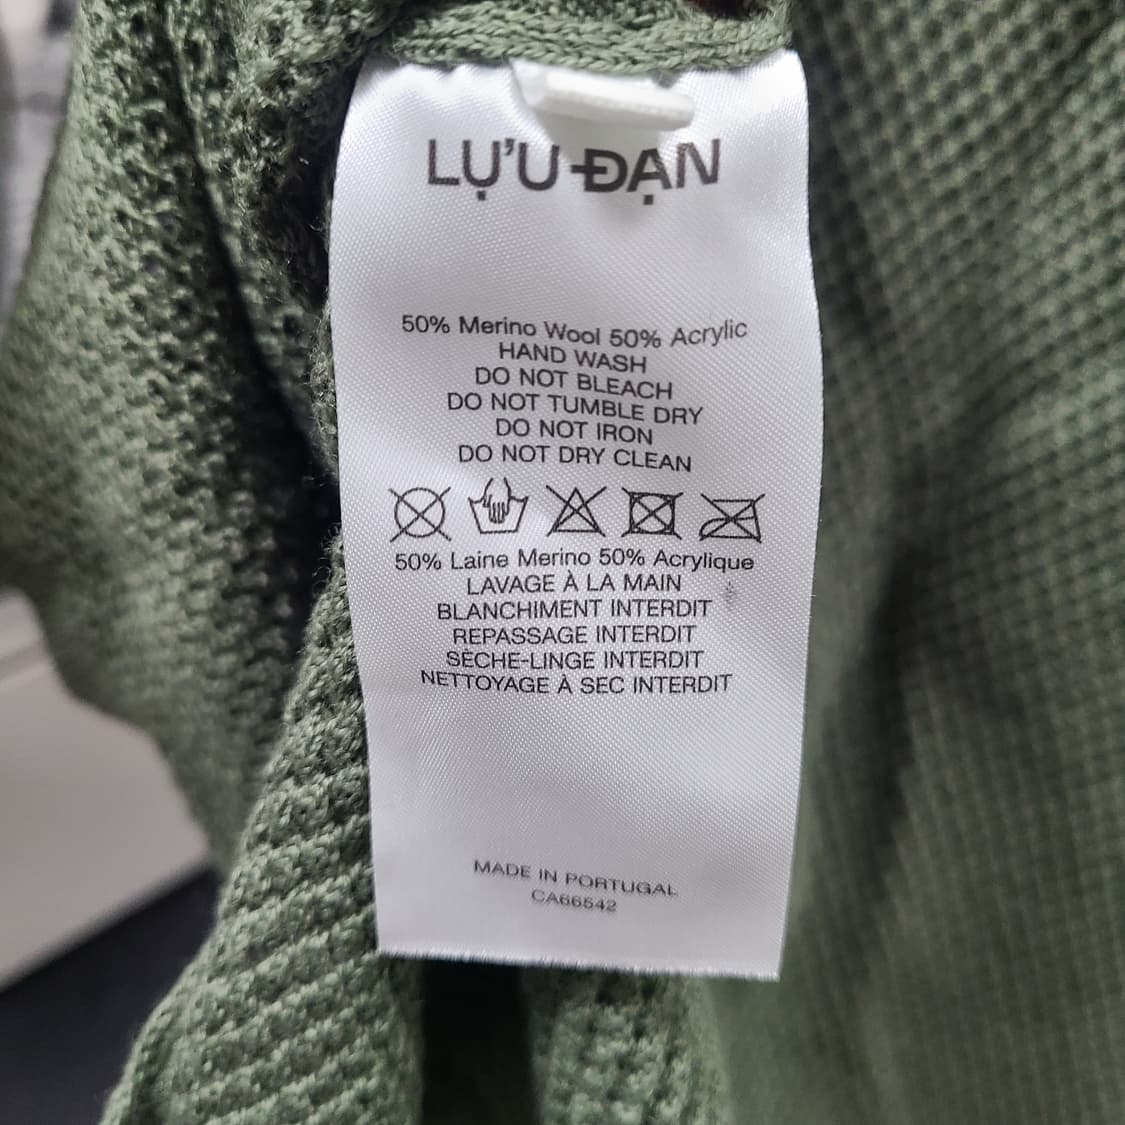 LỰU ĐẠN
50% Merino Wool 50% Acrylic
HAND WASH
DO NOT BLEACH
DO NOT TUMBLE DRY
DO NOT IRON
DO NOT DRY CLEAN
50% Laine Merino 50% Acrylique
LAVAGE À LA MAIN
BLANCHIMENT INTERDIT
REPASSAGE INTERDIT
SÈCHE-LINGE INTERDIT
NETTOYAGE À SEC INTERDIT
MADE IN PORTUGAL
CA66542